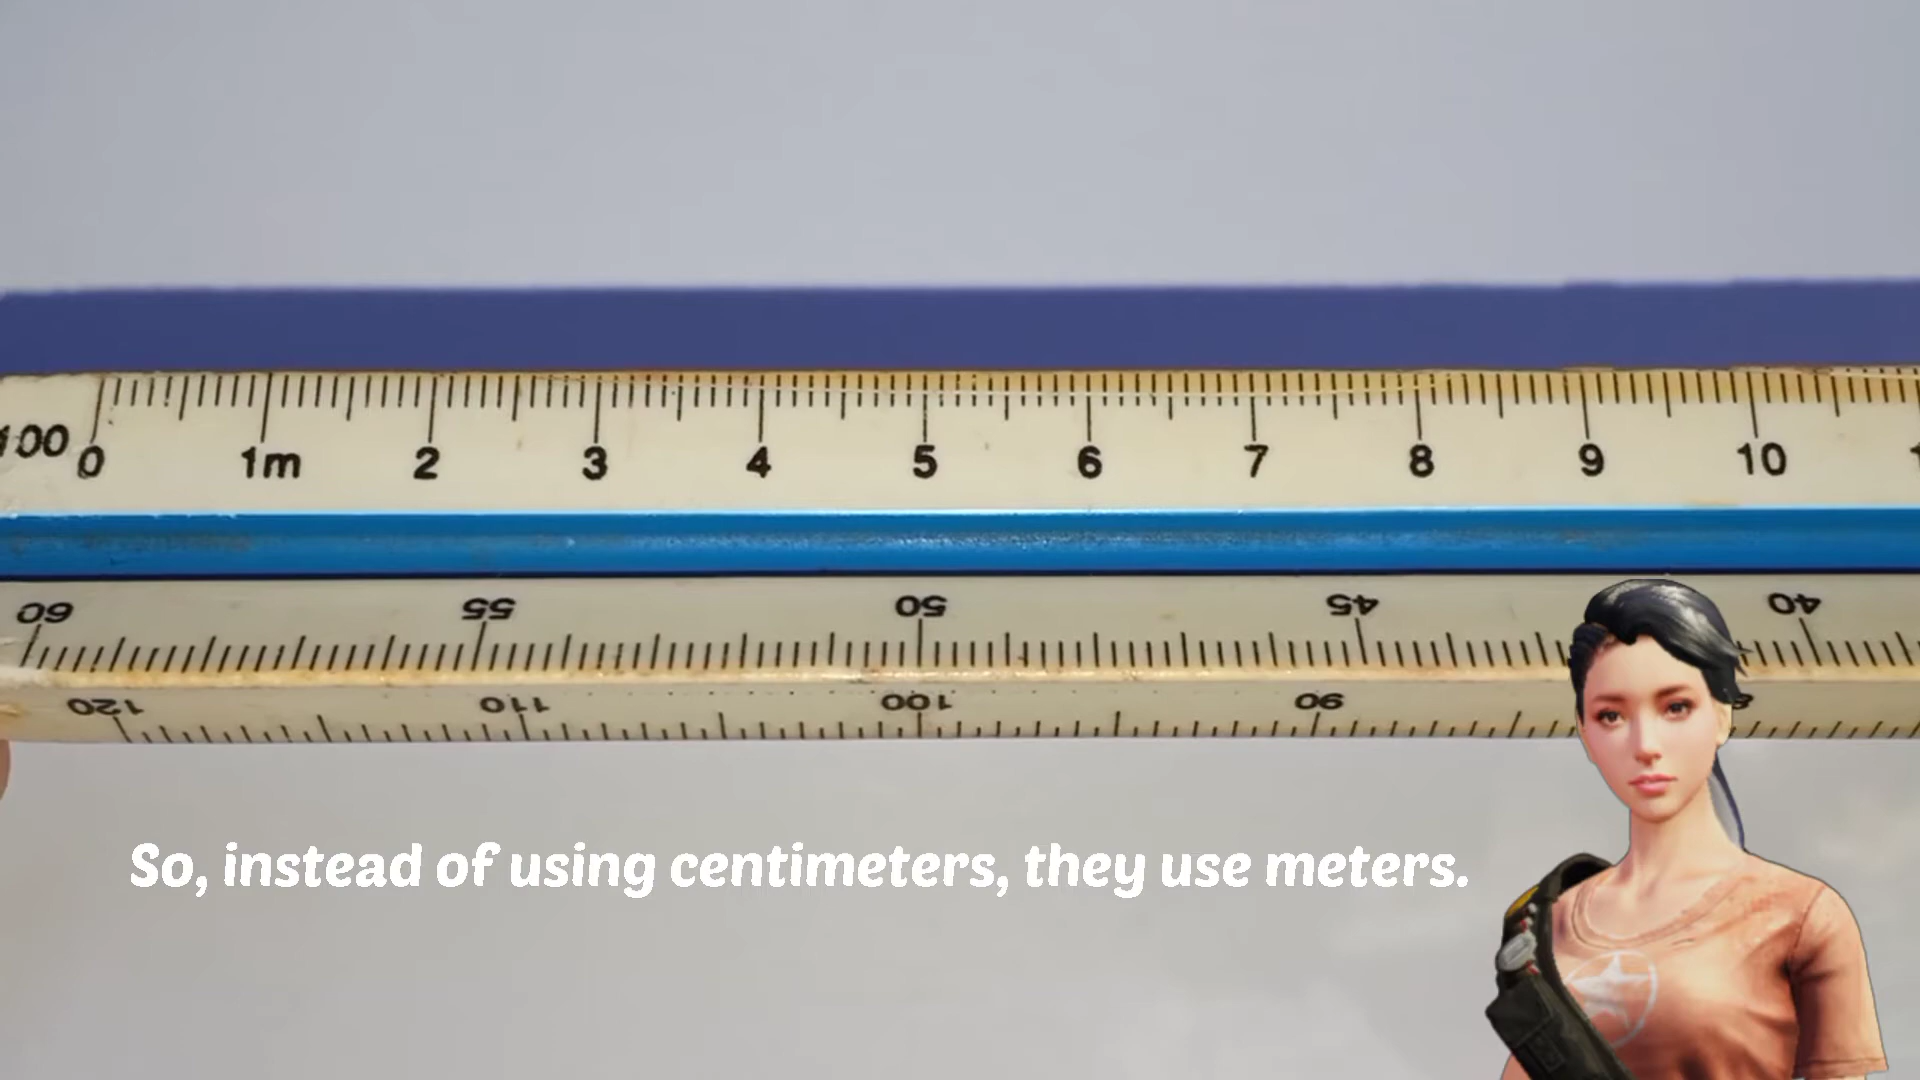 100
0 1m 2 3 4 5 6 7 8 9 10
60 55 50 45 40
120 110 100 90
So, instead of using centimeters, they use meters.